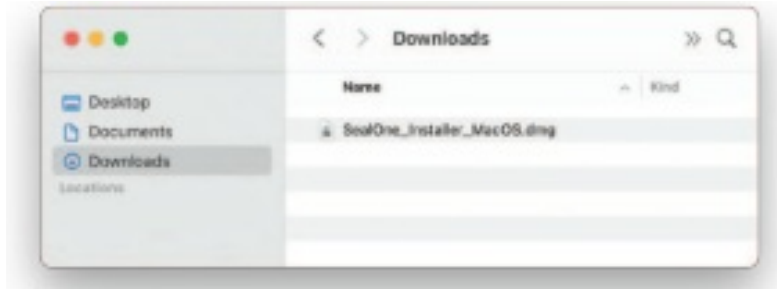 Downloads
Name Kind
Desktop
Documents
SealOne_Installer_MacOS.dmg
Downloads
Locations